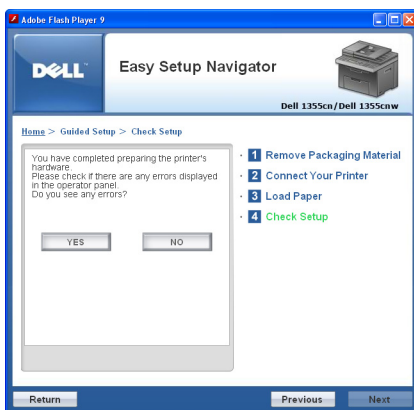 Adobe Flash Player 9
DELL™
Easy Setup Navigator
Dell 1355cn/Dell 1355cnw
Home > Guided Setup > Check Setup
You have completed preparing the printer's
hardware.
Please check if there are any errors displayed
in the operator panel.
Do you see any errors?
YES
NO
1 Remove Packaging Material
2 Connect Your Printer
3 Load Paper
4 Check Setup
Return
Previous
Next